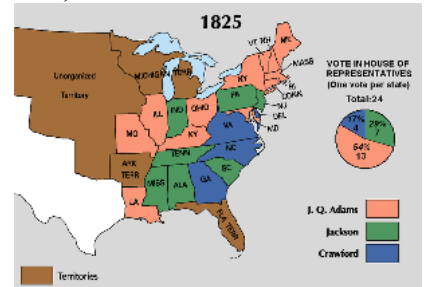 1825
VT
NH
ME
MASS
RI
CONN
NJ
DEL
MD
NY
PA
MICHIGAN TERR
Unorganized
Territory
IL
IND
OHIO
MO
KY
VA
NC
TENN
SC
ARK
TERR
MISS
ALA
GA
LA
FLA TERR
VOTE IN HOUSE OF
REPRESENTATIVES
(One vote per state)
Total:24
17%
4
29%
7
54%
13
J. Q. Adams
Jackson
Crawford
Territories